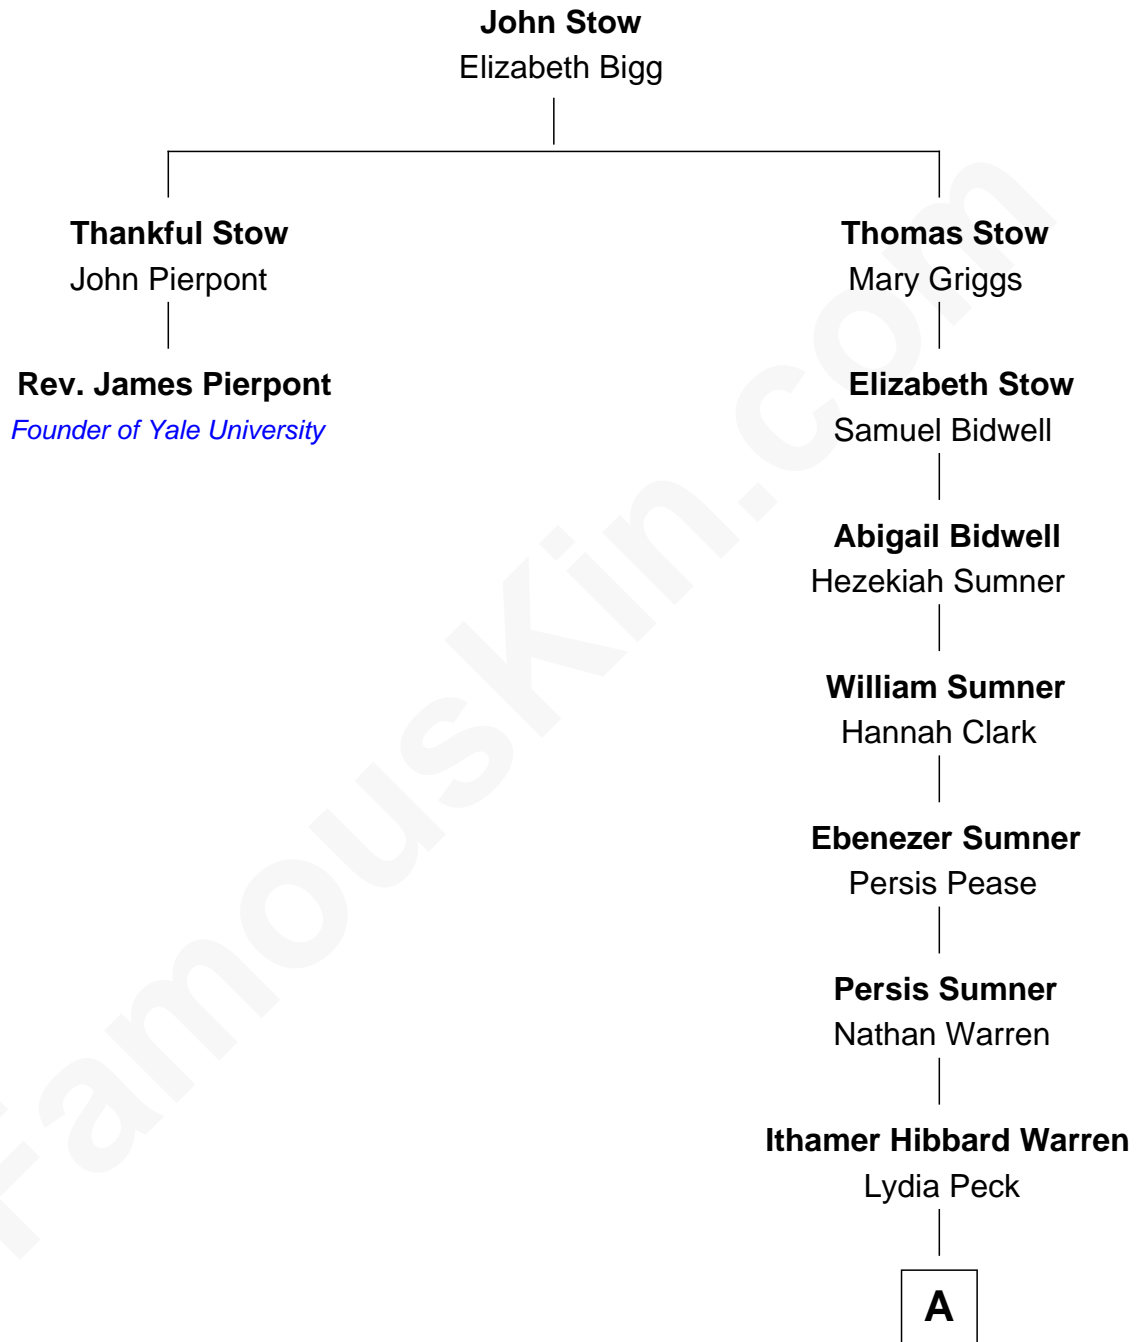 John Stow
Elizabeth Bigg
Thankful Stow
John Pierpont
Thomas Stow
Mary Griggs
Rev. James Pierpont
Founder of Yale University
Elizabeth Stow
Samuel Bidwell
Abigail Bidwell
Hezekiah Sumner
William Sumner
Hannah Clark
Ebenezer Sumner
Persis Pease
Persis Sumner
Nathan Warren
Ithamer Hibbard Warren
Lydia Peck
A
FamousKin.com